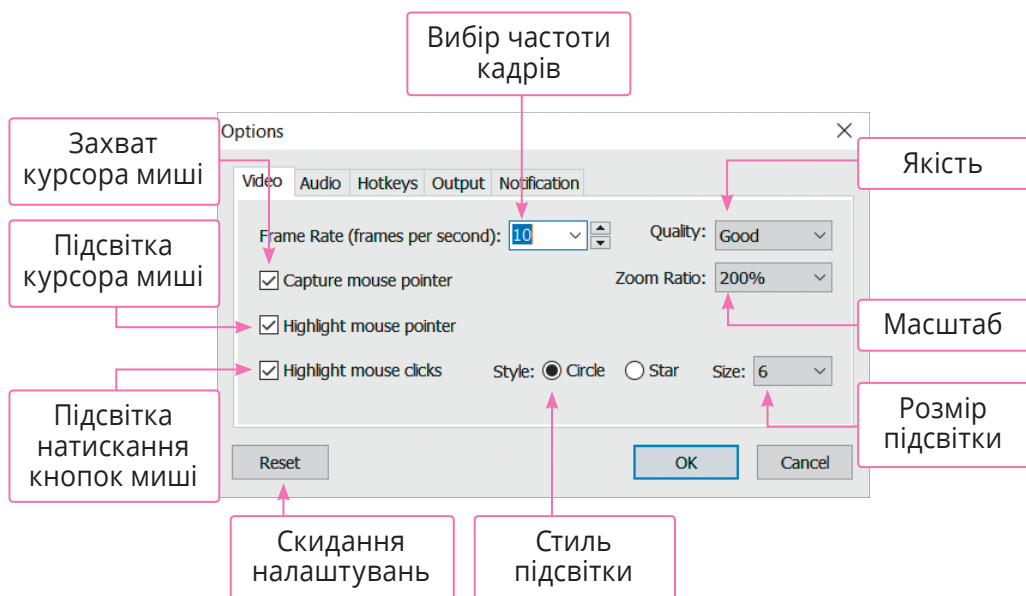 Вибір частоти
кадрів
Захват
курсора миші
Підсвітка
курсора миші
Підсвітка
натискання
кнопок миші
Options
Video Audio Hotkeys Output Notification
Frame Rate (frames per second): 10 Quality: Good
Capture mouse pointer Zoom Ratio: 200%
Highlight mouse pointer
Highlight mouse clicks Style: Circle Star Size: 6
Reset OK Cancel
Якість
Масштаб
Розмір
підсвітки
Скидання
налаштувань
Стиль
підсвітки